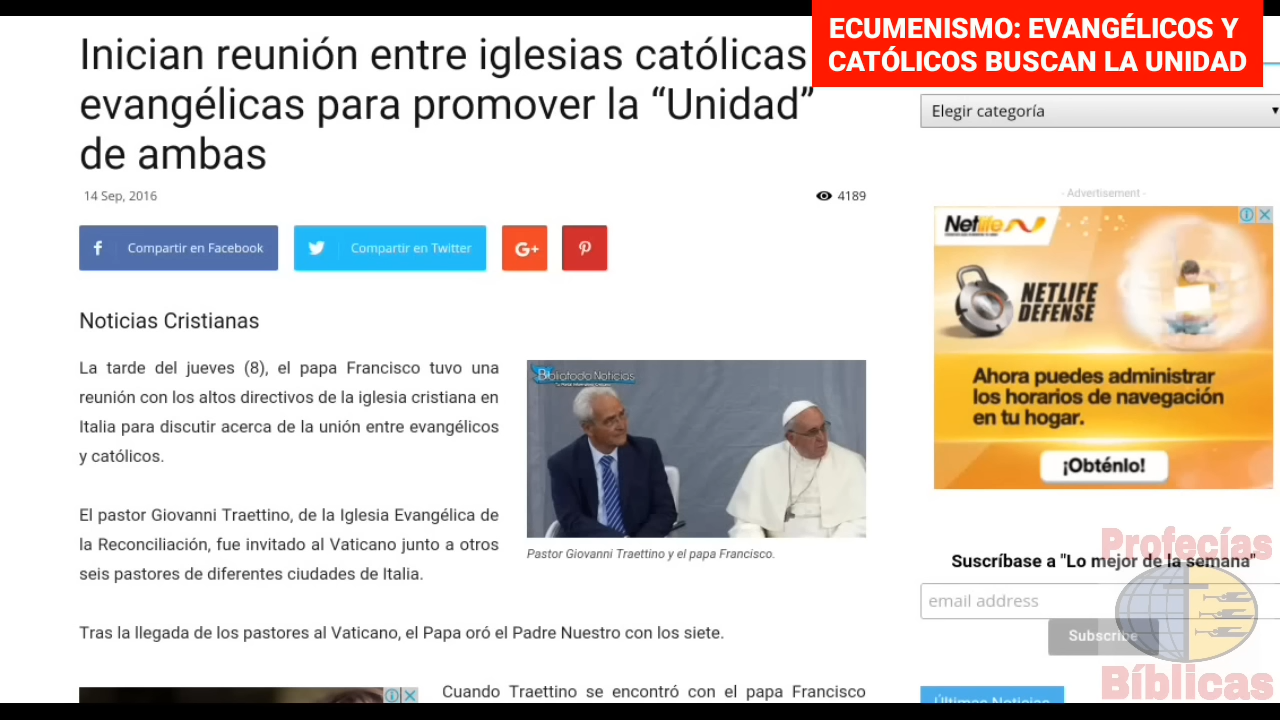 ECUMENISMO: EVANGÉLICOS Y
CATÓLICOS BUSCAN LA UNIDAD
Inician reunión entre iglesias católicas
evangélicas para promover la “Unidad”
de ambas
14 Sep, 2016
4189
Compartir en Facebook
Compartir en Twitter
G+
Noticias Cristianas
La tarde del jueves (8), el papa Francisco tuvo una
reunión con los altos directivos de la iglesia cristiana en
Italia para discutir acerca de la unión entre evangélicos
y católicos.
El pastor Giovanni Traettino, de la Iglesia Evangélica de
la Reconciliación, fue invitado al Vaticano junto a otros
seis pastores de diferentes ciudades de Italia.
Bibliatodo Noticias
Pastor Giovanni Traettino y el papa Francisco.
Tras la llegada de los pastores al Vaticano, el Papa oró el Padre Nuestro con los siete.
Cuando Traettino se encontró con el papa Francisco
Elegir categoría
- Advertisement -
Netlife
NETLIFE
DEFENSE
Ahora puedes administrar
los horarios de navegación
en tu hogar.
¡Obténlo!
Suscríbase a "Lo mejor de la semana"
email address
Subscribe
Últimas Noticias
Profecías
Bíblicas